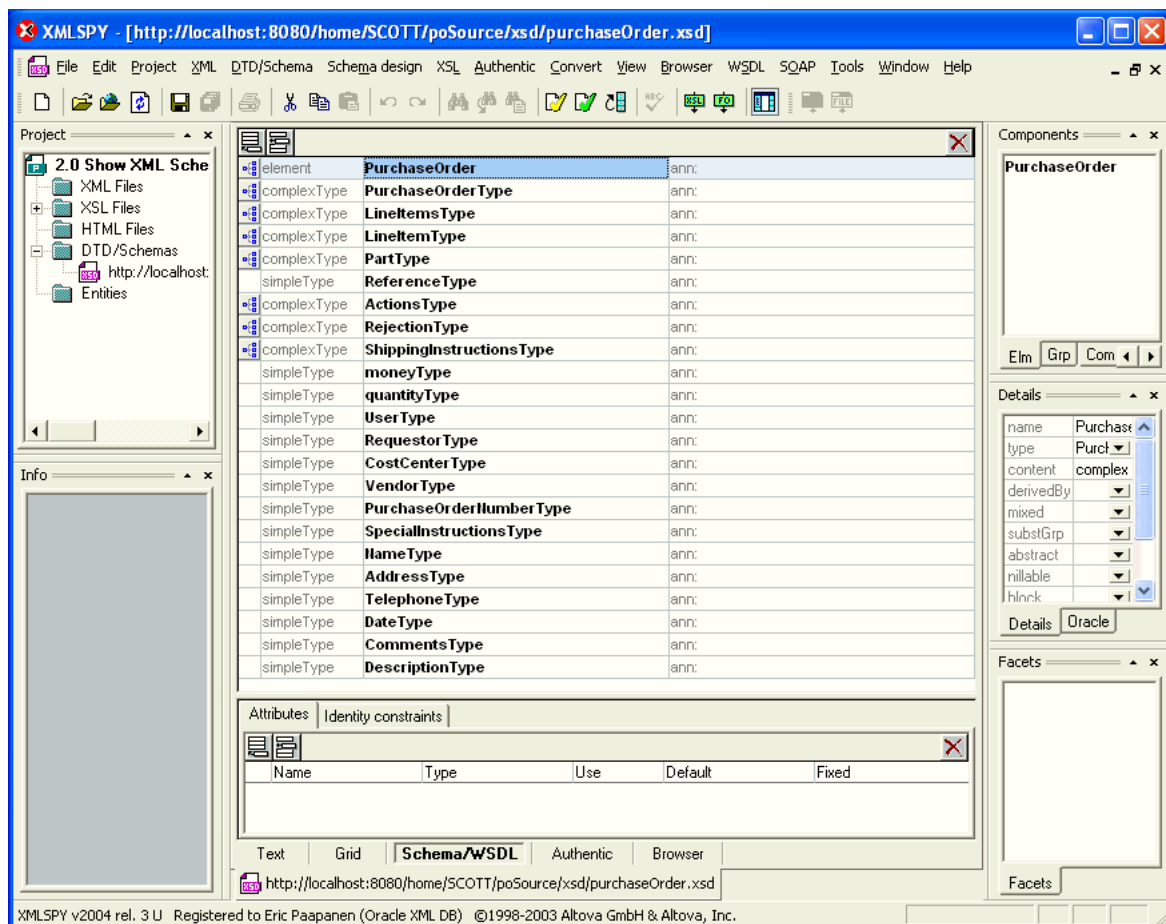 XMLSPY - [http://localhost:8080/home/SCOTT/poSource/xsd/purchaseOrder.xsd]
File Edit Project XML DTD/Schema Schema design XSL Authentic Convert View Browser WSDL SOAP Tools Window Help
Project
2.0 Show XML Sche
XML Files
XSL Files
HTML Files
DTD/Schemas
http://localhost:
Entities
Info
element PurchaseOrder ann:
complexType PurchaseOrderType ann:
complexType LineItemsType ann:
complexType LineItemType ann:
complexType PartType ann:
simpleType ReferenceType ann:
complexType ActionsType ann:
complexType RejectionType ann:
complexType ShippingInstructionsType ann:
simpleType moneyType ann:
simpleType quantityType ann:
simpleType UserType ann:
simpleType RequestorType ann:
simpleType CostCenterType ann:
simpleType VendorType ann:
simpleType PurchaseOrderNumberType ann:
simpleType SpecialInstructionsType ann:
simpleType NameType ann:
simpleType AddressType ann:
simpleType TelephoneType ann:
simpleType DateType ann:
simpleType CommentsType ann:
simpleType DescriptionType ann:
Attributes Identity constraints
Name Type Use Default Fixed
Text Grid Schema/WSDL Authentic Browser
http://localhost:8080/home/SCOTT/poSource/xsd/purchaseOrder.xsd
Components
PurchaseOrder
Elm Grp Com
Details
name Purchase
type Purch
content complex
derivedBy
mixed
substGrp
abstract
nillable
block
Details Oracle
Facets
Facets
XMLSPY v2004 rel. 3 U Registered to Eric Paapanen (Oracle XML DB) ©1998-2003 Altova GmbH & Altova, Inc.